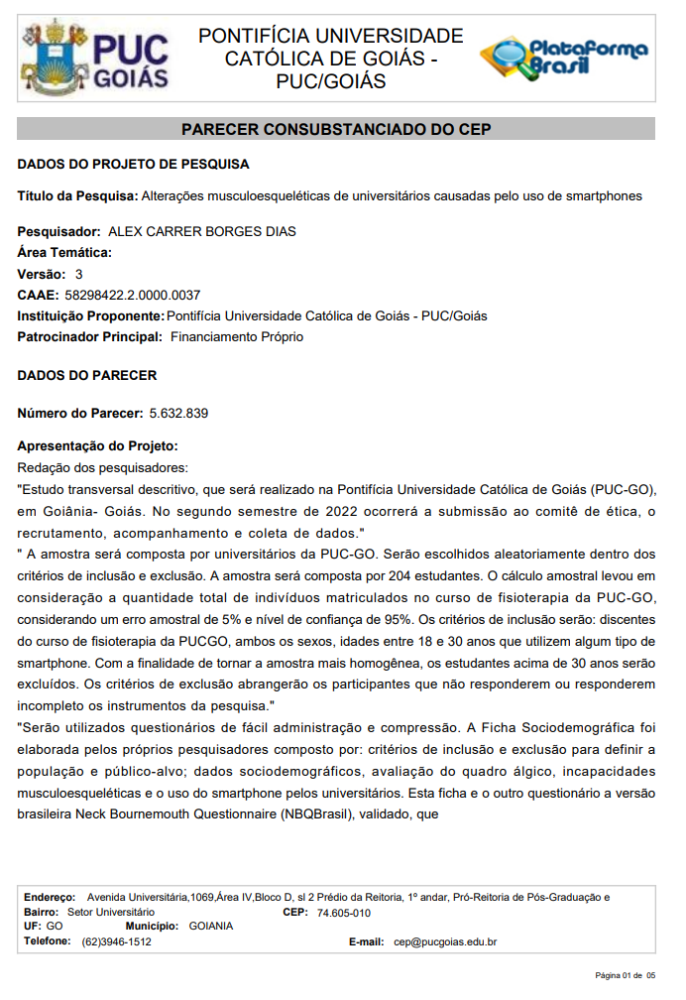 PUC
GOIÁS
PONTIFÍCIA UNIVERSIDADE
CATÓLICA DE GOIÁS -
PUC/GOIÁS
Plataforma
Brasil
PARECER CONSUBSTANCIADO DO CEP
DADOS DO PROJETO DE PESQUISA
Título da Pesquisa: Alterações musculoesqueléticas de universitários causadas pelo uso de smartphones
Pesquisador: ALEX CARRER BORGES DIAS
Área Temática:
Versão: 3
CAAE: 58298422.2.0000.0037
Instituição Proponente: Pontifícia Universidade Católica de Goiás - PUC/Goiás
Patrocinador Principal: Financiamento Próprio
DADOS DO PARECER
Número do Parecer: 5.632.839
Apresentação do Projeto:
Redação dos pesquisadores:
"Estudo transversal descritivo, que será realizado na Pontifícia Universidade Católica de Goiás (PUC-GO),
em Goiânia- Goiás. No segundo semestre de 2022 ocorrerá a submissão ao comitê de ética, o
recrutamento, acompanhamento e coleta de dados."
" A amostra será composta por universitários da PUC-GO. Serão escolhidos aleatoriamente dentro dos
critérios de inclusão e exclusão. A amostra será composta por 204 estudantes. O cálculo amostral levou em
consideração a quantidade total de indivíduos matriculados no curso de fisioterapia da PUC-GO,
considerando um erro amostral de 5% e nível de confiança de 95%. Os critérios de inclusão serão: discentes
do curso de fisioterapia da PUCGO, ambos os sexos, idades entre 18 e 30 anos que utilizem algum tipo de
smartphone. Com a finalidade de tornar a amostra mais homogênea, os estudantes acima de 30 anos serão
excluídos. Os critérios de exclusão abrangerão os participantes que não responderem ou responderem
incompleto os instrumentos da pesquisa."
"Serão utilizados questionários de fácil administração e compressão. A Ficha Sociodemográfica foi
elaborada pelos próprios pesquisadores composto por: critérios de inclusão e exclusão para definir a
população e público-alvo; dados sociodemográficos, avaliação do quadro álgico, incapacidades
musculoesqueléticas e o uso do smartphone pelos universitários. Esta ficha e o outro questionário a versão
brasileira Neck Bournemouth Questionnaire (NBQBrasil), validado, que
Endereço: Avenida Universitária,1069,Área IV,Bloco D, sl 2 Prédio da Reitoria, 1º andar, Pró-Reitoria de Pós-Graduação e
Bairro: Setor Universitário CEP: 74.605-010
UF: GO Município: GOIANIA
Telefone: (62)3946-1512 E-mail: cep@pucgoias.edu.br
Página 01 de 05